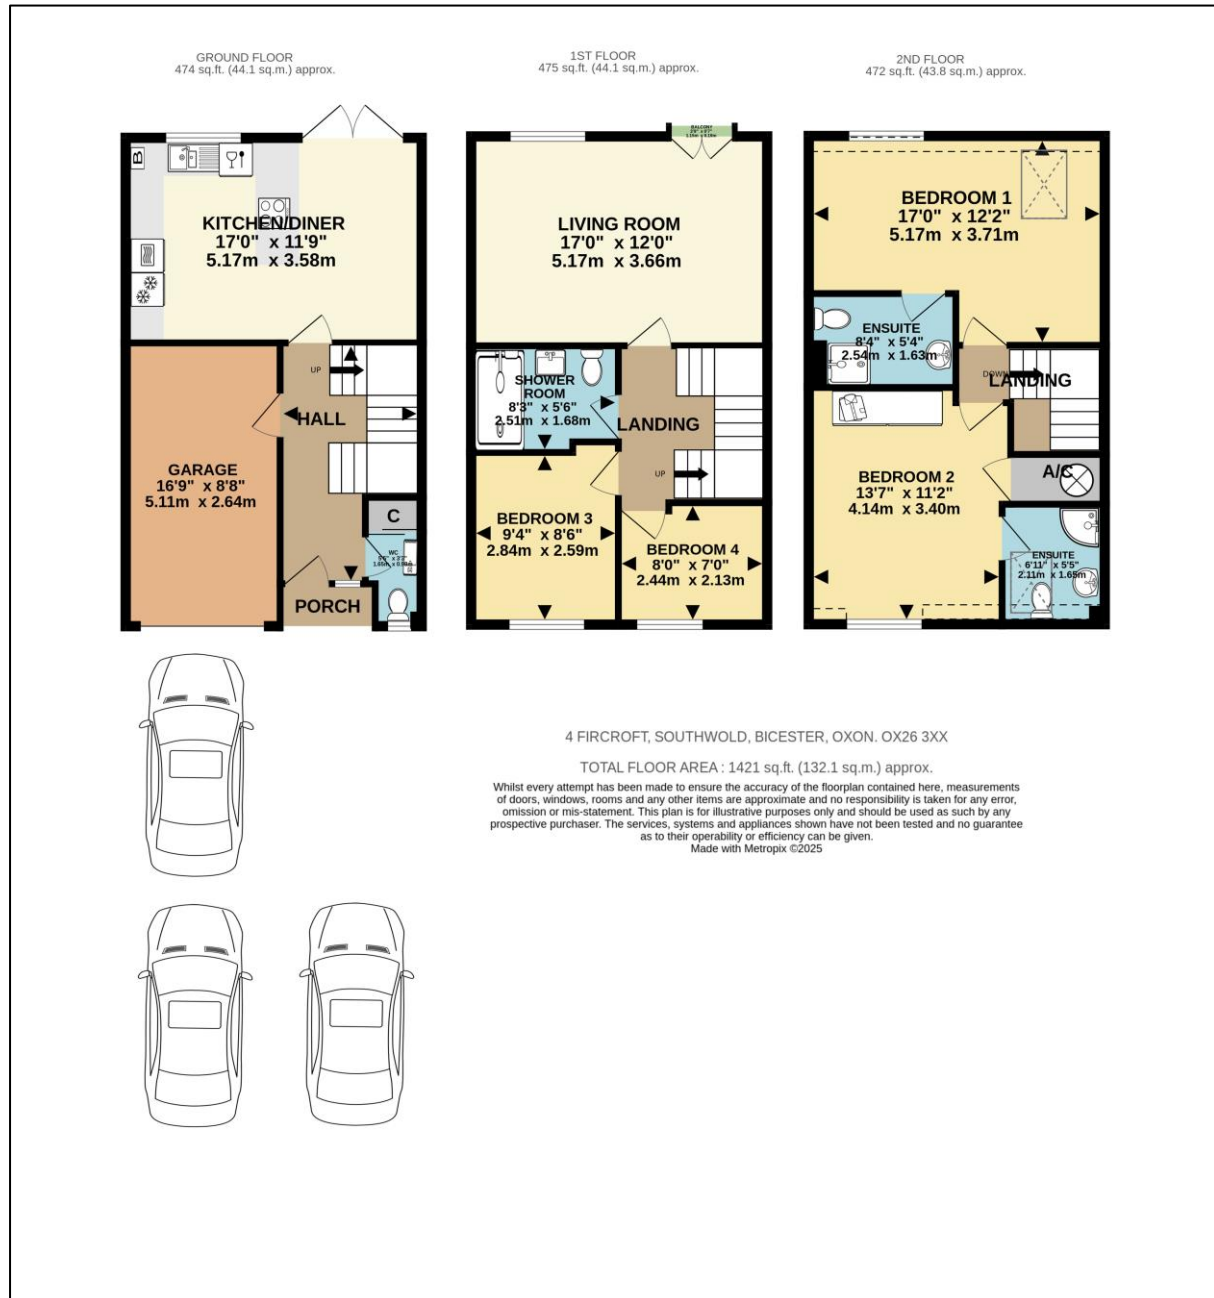 GROUND FLOOR
474 sq.ft. (44.1 sq.m.) approx.
B
KITCHEN/DINER
17'0" x 11'9"
5.17m x 3.58m
UP
HALL
GARAGE
16'9" x 8'8"
5.11m x 2.64m
C
WC
PORCH
1ST FLOOR
475 sq.ft. (44.1 sq.m.) approx.
BALCONY
LIVING ROOM
17'0" x 12'0"
5.17m x 3.66m
SHOWER
ROOM
8'3" x 5'6"
2.51m x 1.68m
LANDING
UP
BEDROOM 3
9'4" x 8'6"
2.84m x 2.59m
BEDROOM 4
8'0" x 7'0"
2.44m x 2.13m
2ND FLOOR
472 sq.ft. (43.8 sq.m.) approx.
BEDROOM 1
17'0" x 12'2"
5.17m x 3.71m
ENSUITE
8'4" x 5'4"
2.54m x 1.63m
DOWN
LANDING
BEDROOM 2
13'7" x 11'2"
4.14m x 3.40m
A/C
ENSUITE
6'11" x 5'5"
2.11m x 1.65m
4 FIRCROFT, SOUTHWOLD, BICESTER, OXON. OX26 3XX
TOTAL FLOOR AREA : 1421 sq.ft. (132.1 sq.m.) approx.
Whilst every attempt has been made to ensure the accuracy of the floorplan contained here, measurements
of doors, windows, rooms and any other items are approximate and no responsibility is taken for any error,
omission or mis-statement. This plan is for illustrative purposes only and should be used as such by any
prospective purchaser. The services, systems and appliances shown have not been tested and no guarantee
as to their operability or efficiency can be given.
Made with Metropix ©2025